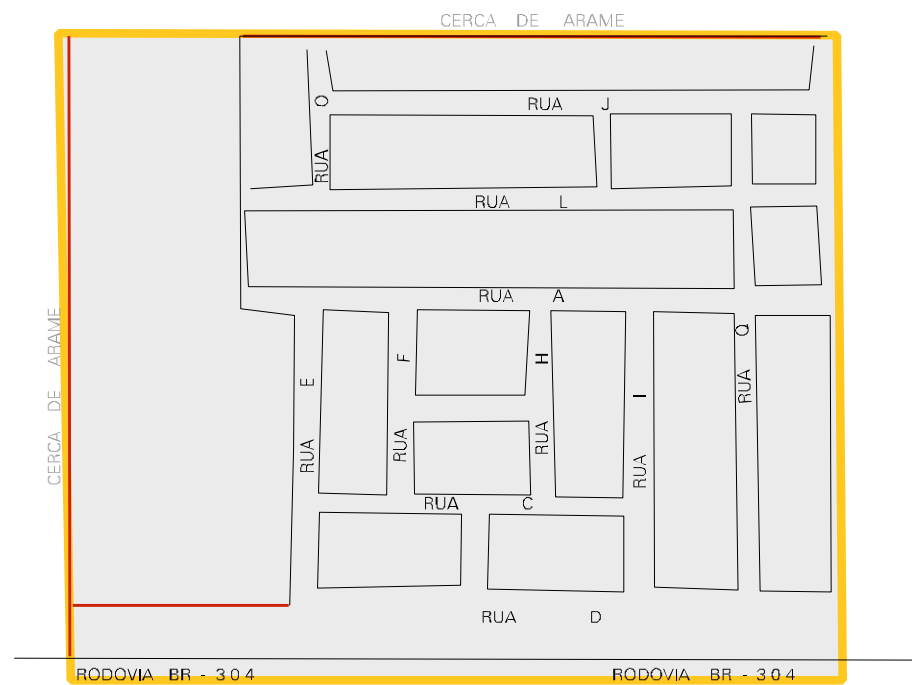 CERCA DE ARAME
RUA J
RUA O
RUA L
RUA A
CERCA DE ARAME
RUA E
RUA F
RUA H
RUA I
RUA Q
RUA C
RUA D
RODOVIA BR - 304
RODOVIA BR - 304